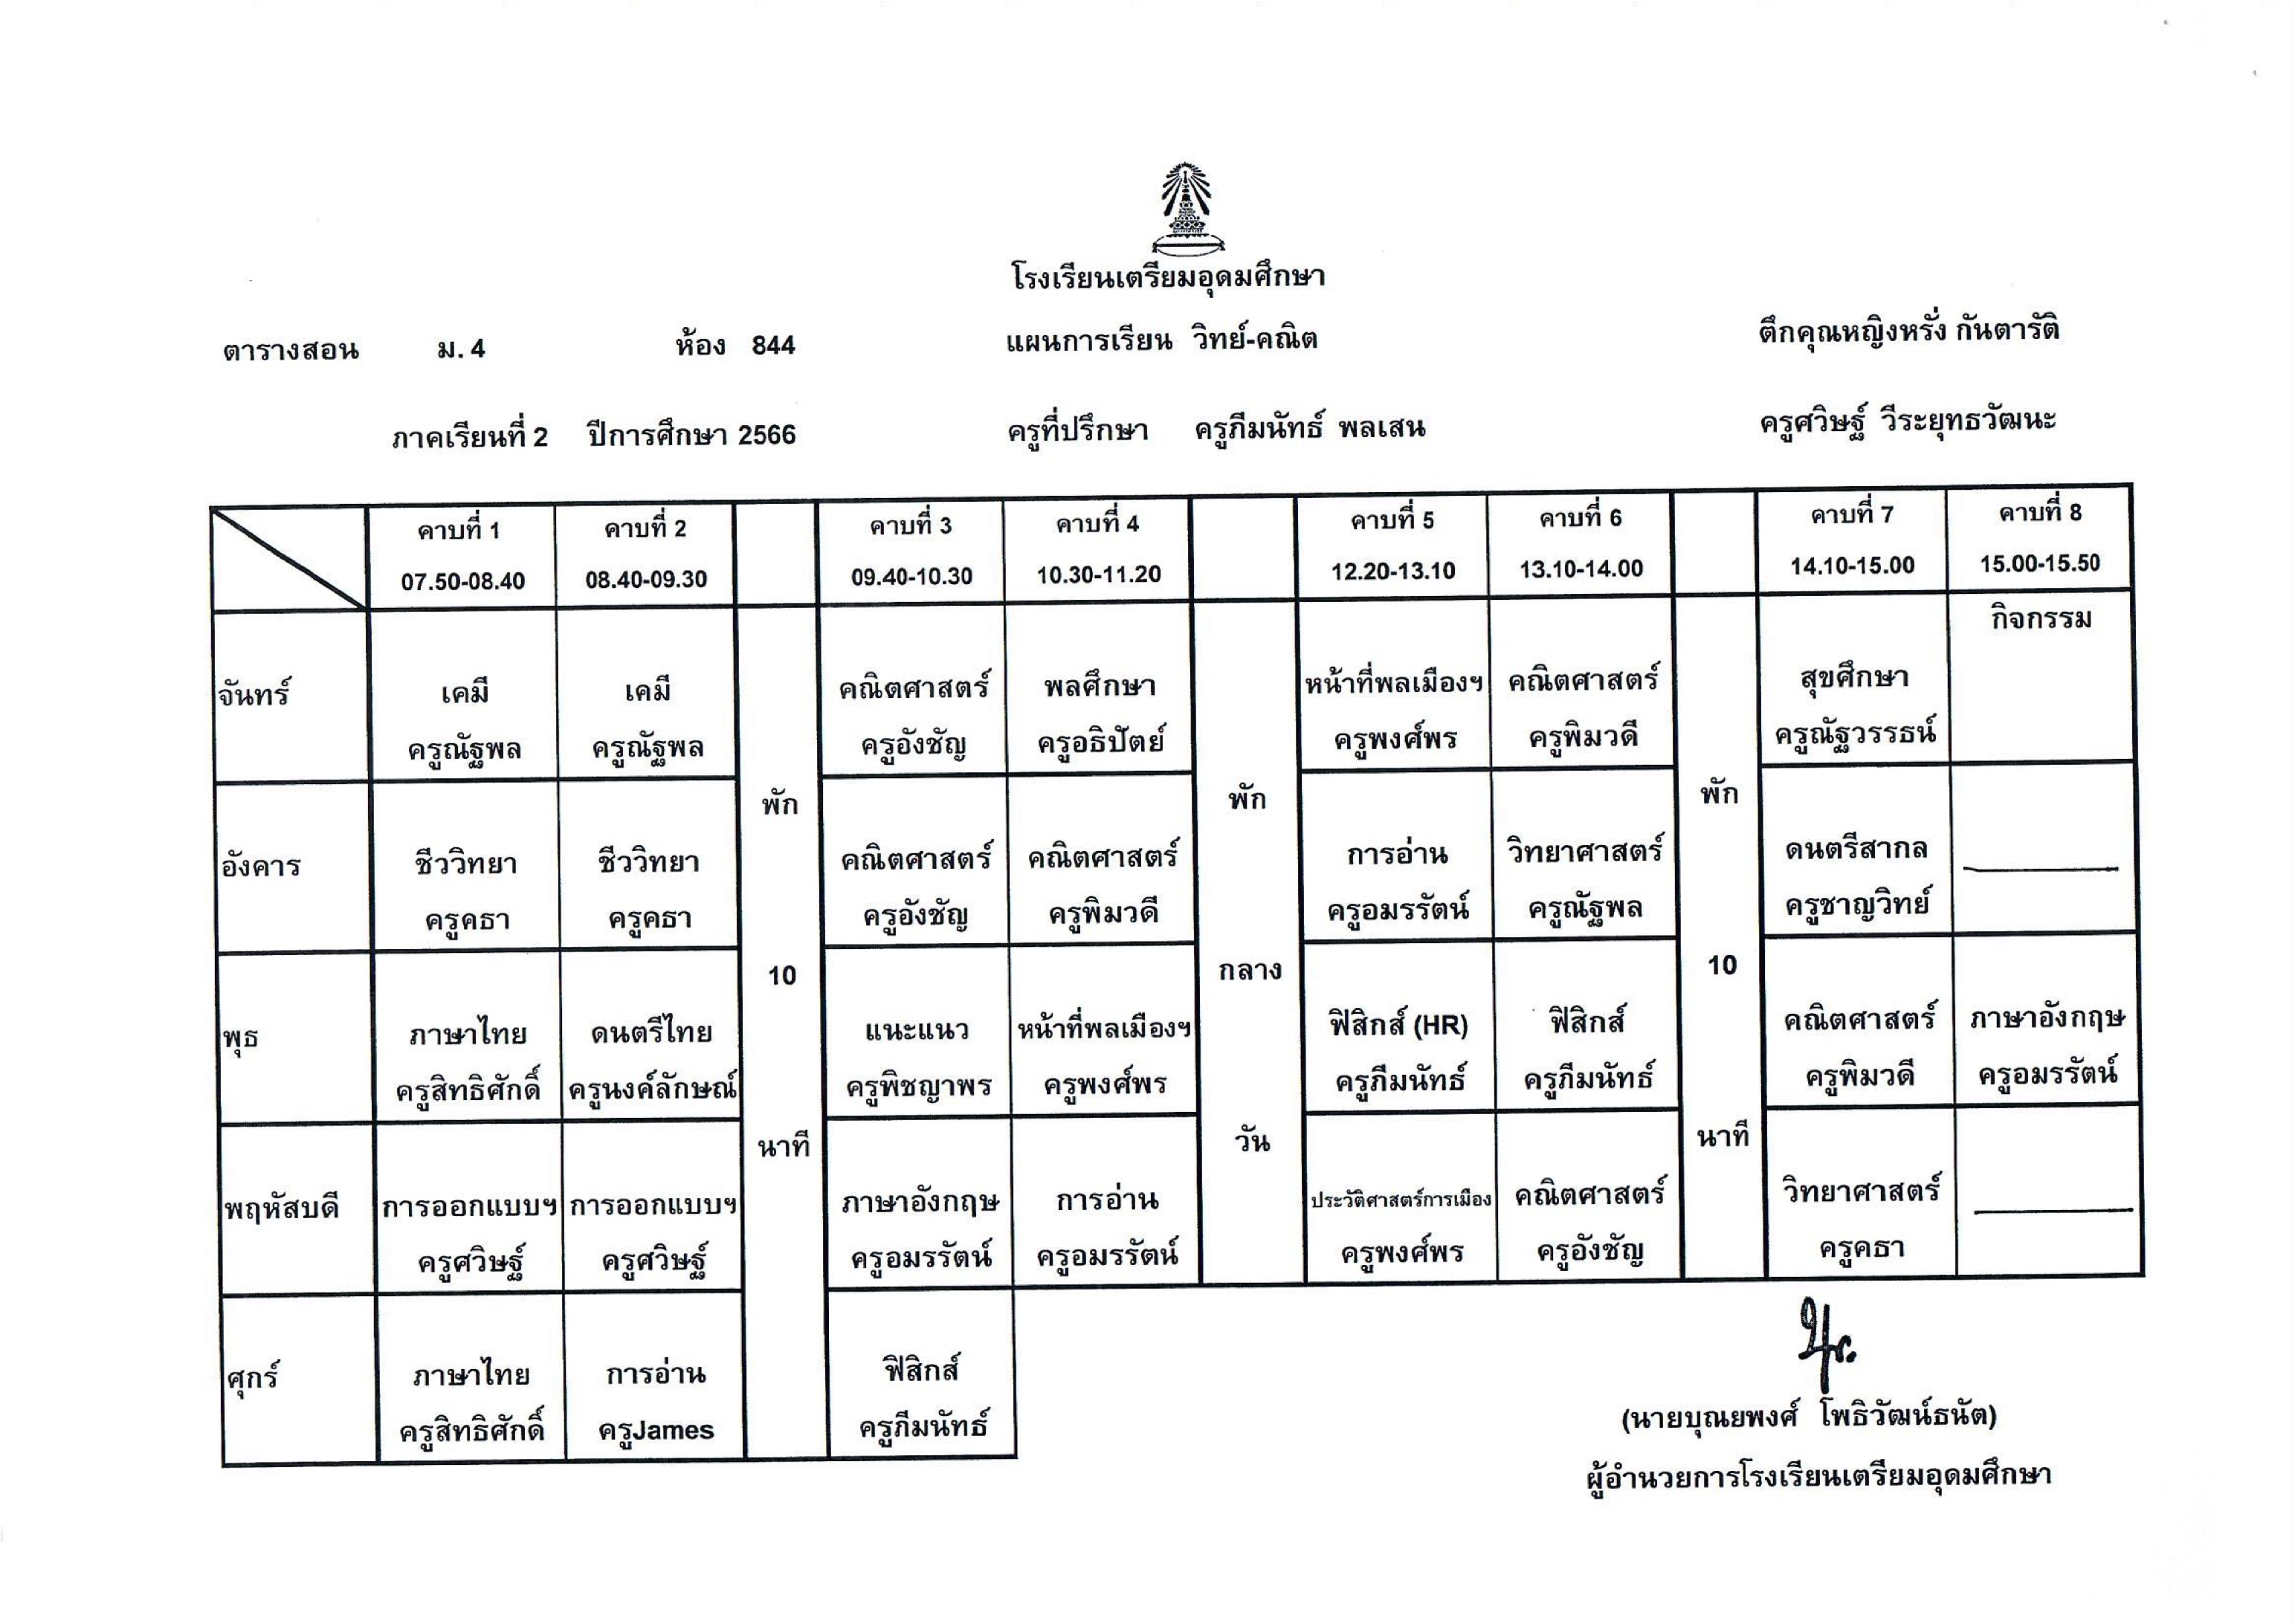 โรงเรียนเตรียมอุดมศึกษา
ตารางสอน ม. 4 ห้อง 844 แผนการเรียน วิทย์-คณิต ตึกคุณหญิงหรั่ง กันตารัติ
ภาคเรียนที่ 2 ปีการศึกษา 2566 ครูที่ปรึกษา ครูภีมนัทธ์ พลเสน ครูศวิษฐ์ วีระยุทธวัฒนะ
คาบที่ 1 คาบที่ 2 คาบที่ 3 คาบที่ 4 คาบที่ 5 คาบที่ 6 คาบที่ 7 คาบที่ 8
07.50-08.40 08.40-09.30 09.40-10.30 10.30-11.20 12.20-13.10 13.10-14.00 14.10-15.00 15.00-15.50
กิจกรรม
จันทร์ เคมี เคมี คณิตศาสตร์ พลศึกษา หน้าที่พลเมืองฯ คณิตศาสตร์ สุขศึกษา
ครูณัฐพล ครูณัฐพล ครูอังชัญ ครูอธิปัตย์ ครูพงศ์พร ครูพิมวดี ครูณัฐวรรธน์
พัก พัก พัก
อังคาร ชีววิทยา ชีววิทยา คณิตศาสตร์ คณิตศาสตร์ การอ่าน วิทยาศาสตร์ ดนตรีสากล
ครูคธา ครูคธา ครูอังชัญ ครูพิมวดี ครูอมรรัตน์ ครูณัฐพล ครูชาญวิทย์
10 กลาง 10
พุธ ภาษาไทย ดนตรีไทย แนะแนว หน้าที่พลเมืองฯ ฟิสิกส์ (HR) ฟิสิกส์ คณิตศาสตร์ ภาษาอังกฤษ
ครูสิทธิศักดิ์ ครูนงค์ลักษณ์ ครูพิชญาพร ครูพงศ์พร ครูภีมนัทธ์ ครูภีมนัทธ์ ครูพิมวดี ครูอมรรัตน์
นาที วัน นาที
พฤหัสบดี การออกแบบฯ การออกแบบฯ ภาษาอังกฤษ การอ่าน ประวัติศาสตร์การเมือง คณิตศาสตร์ วิทยาศาสตร์
ครูศวิษฐ์ ครูศวิษฐ์ ครูอมรรัตน์ ครูอมรรัตน์ ครูพงศ์พร ครูอังชัญ ครูคธา
ศุกร์ ภาษาไทย การอ่าน ฟิสิกส์
ครูสิทธิศักดิ์ ครูJames ครูภีมนัทธ์
(นายบุณยพงศ์ โพธิวัฒน์ธนัต)
ผู้อำนวยการโรงเรียนเตรียมอุดมศึกษา